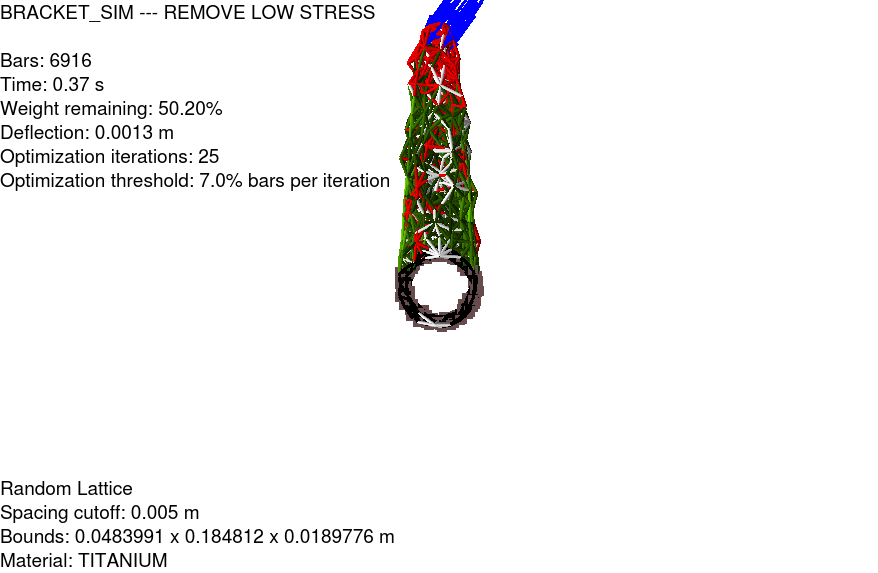 BRACKET_SIM --- REMOVE LOW STRESS
Bars: 6916
Time: 0.37 s
Weight remaining: 50.20%
Deflection: 0.0013 m
Optimization iterations: 25
Optimization threshold: 7.0% bars per iteration
Random Lattice
Spacing cutoff: 0.005 m
Bounds: 0.0483991 x 0.184812 x 0.0189776 m
Material: TITANIUM